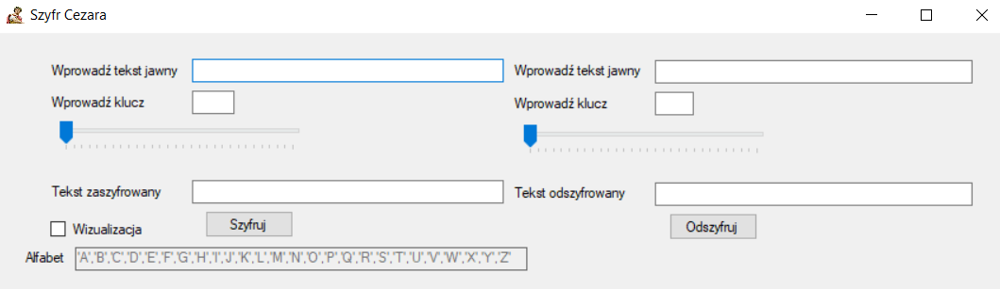 Szyfr Cezara
Wprowadź tekst jawny
Wprowadź klucz
Tekst zaszyfrowany
Wizualizacja
Szyfruj
Alfabet 'A','B','C','D','E','F','G','H','I','J','K','L','M','N','O','P','Q','R','S','T','U','V','W','X','Y','Z'
Wprowadź tekst jawny
Wprowadź klucz
Tekst odszyfrowany
Odszyfruj